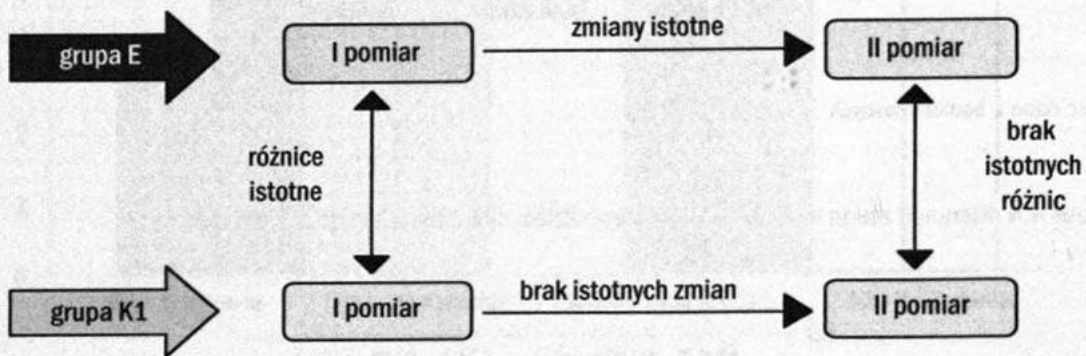 grupa E
I pomiar
zmiany istotne
II pomiar
różnice
istotne
brak
istotnych
różnic
grupa K1
I pomiar
brak istotnych zmian
II pomiar